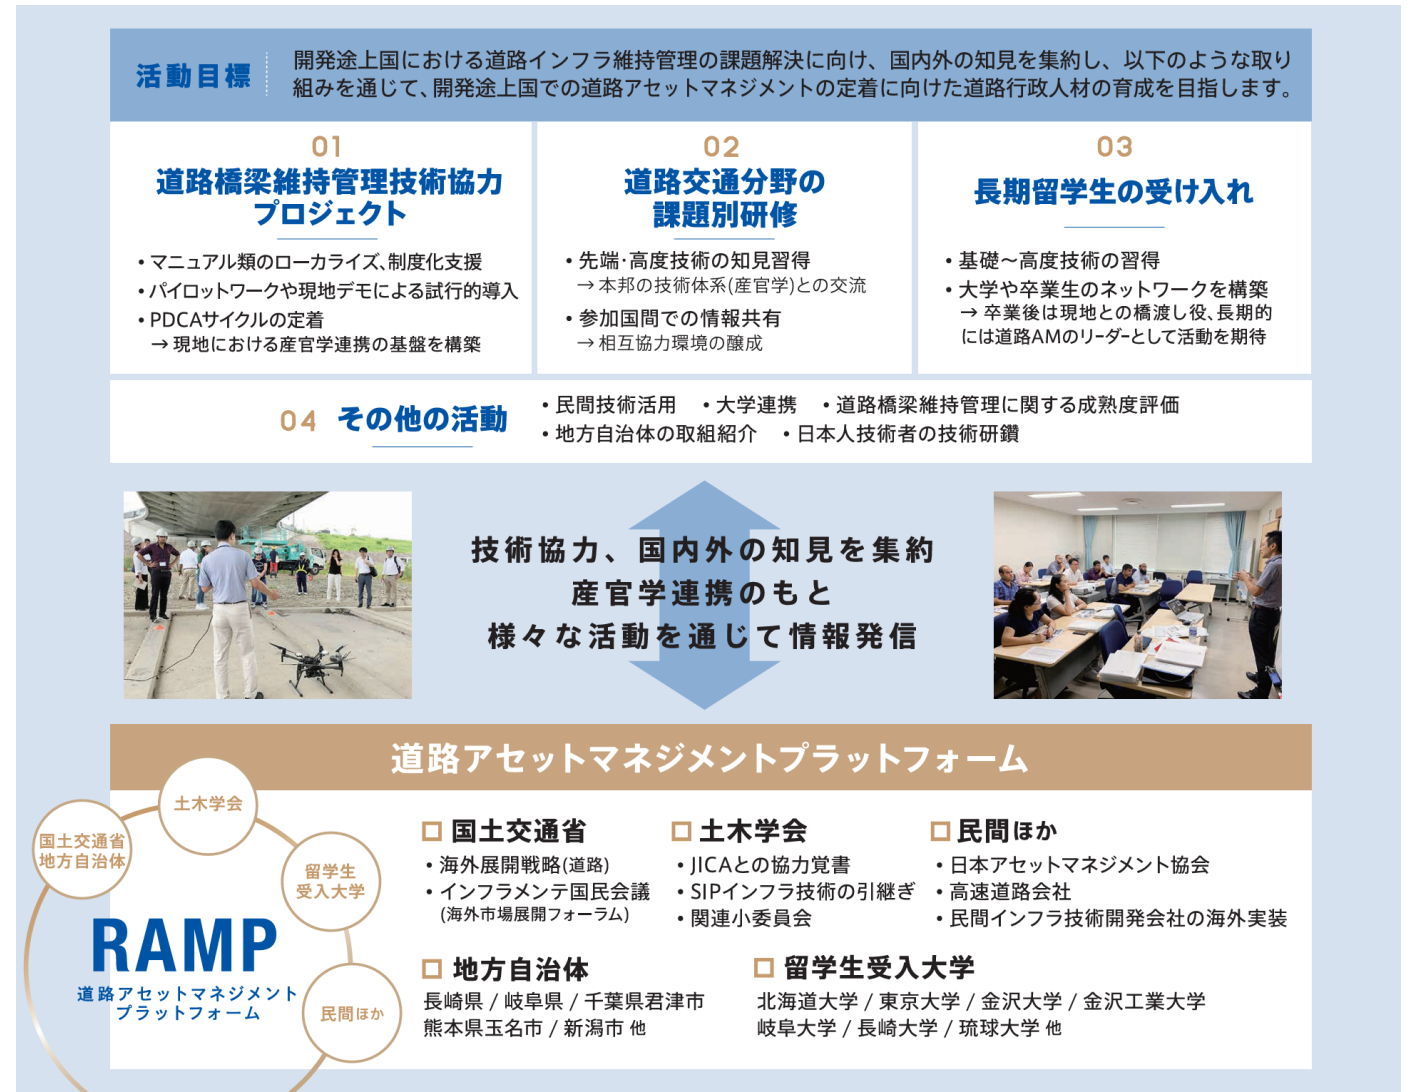 活動目標
開発途上国における道路インフラ維持管理の課題解決に向け、国内外の知見を集約し、以下のような取り
組みを通じて、開発途上国での道路アセットマネジメントの定着に向けた道路行政人材の育成を目指します。
01
道路橋梁維持管理技術協力
プロジェクト
・マニュアル類のローカライズ、制度化支援
・パイロットワークや現地デモによる試行的導入
・PDCAサイクルの定着
→現地における産官学連携の基盤を構築
02
道路交通分野の
課題別研修
・先端・高度技術の知見習得
→本邦の技術体系(産官学)との交流
・参加国間での情報共有
→相互協力環境の醸成
03
長期留学生の受け入れ
・基礎〜高度技術の習得
・大学や卒業生のネットワークを構築
→ 卒業後は現地との橋渡し役、長期的
には道路AMのリーダーとして活動を期待
04 その他の活動
・民間技術活用 ・大学連携 ・道路橋梁維持管理に関する成熟度評価
・地方自治体の取組紹介 ・日本人技術者の技術研鑽
技術協力、国内外の知見を集約
産官学連携のもと
様々な活動を通じて情報発信
道路アセットマネジメントプラットフォーム
土木学会
国土交通省
地方自治体
留学生
受入大学
民間ほか
RAMP
道路アセットマネジメント
プラットフォーム
国土交通省
・海外展開戦略(道路)
・インフラメンテ国民会議
(海外市場展開フォーラム)
土木学会
・JICAとの協力覚書
・SIPインフラ技術の引継ぎ
・関連小委員会
民間ほか
・日本アセットマネジメント協会
・高速道路会社
・民間インフラ技術開発会社の海外実装
地方自治体
長崎県 / 岐阜県 / 千葉県君津市
熊本県玉名市 / 新潟市 他
留学生受入大学
北海道大学 / 東京大学 / 金沢大学 / 金沢工業大学
岐阜大学 / 長崎大学 / 琉球大学 他